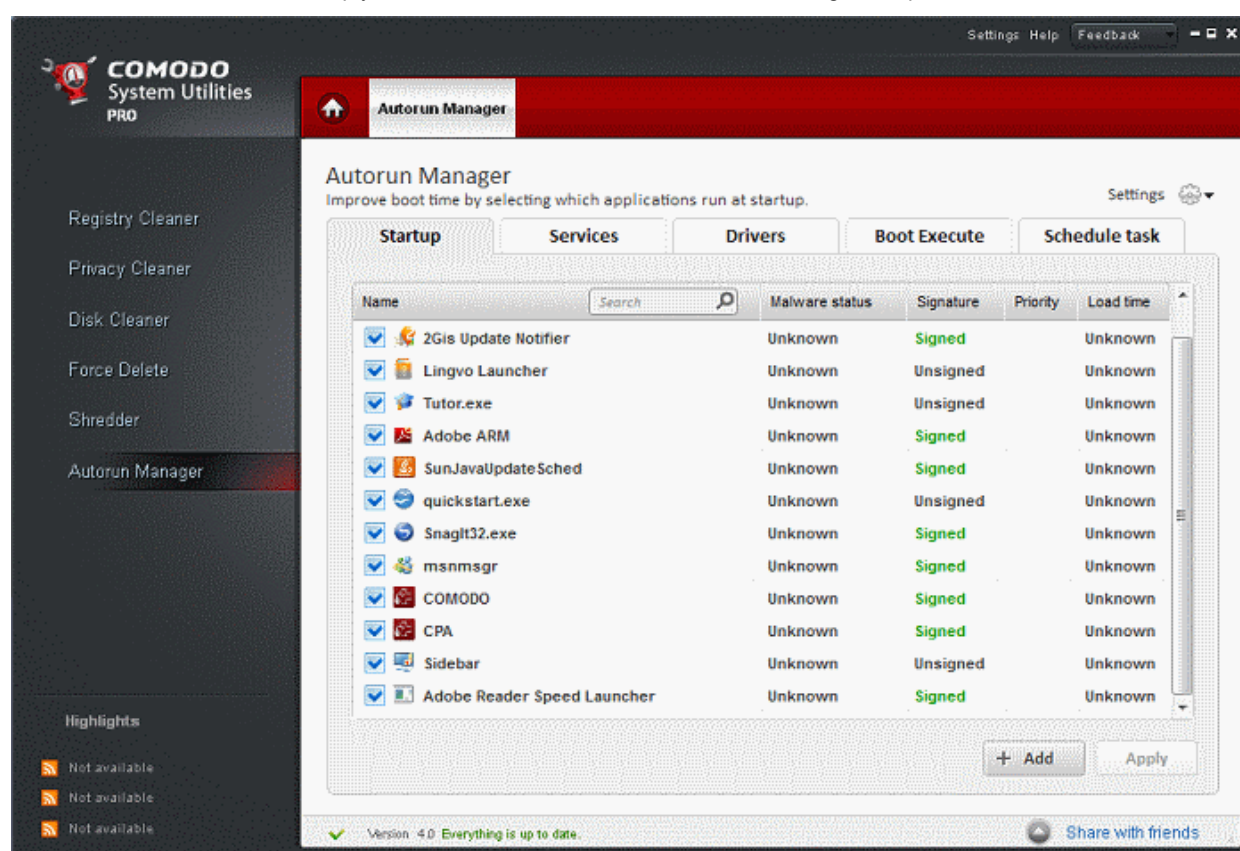 Settings Help Feedback
COMODO
System Utilities
PRO
Autorun Manager
Autorun Manager
Improve boot time by selecting which applications run at startup.
Settings
Registry Cleaner
Privacy Cleaner
Disk Cleaner
Force Delete
Shredder
Autorun Manager
Startup Services Drivers Boot Execute Schedule task
Name Search Malware status Signature Priority Load time
2Gis Update Notifier Unknown Signed Unknown
Lingvo Launcher Unknown Unsigned Unknown
Tutor.exe Unknown Unsigned Unknown
Adobe ARM Unknown Signed Unknown
SunJavaUpdateSched Unknown Signed Unknown
quickstart.exe Unknown Unsigned Unknown
SnagIt32.exe Unknown Signed Unknown
msnmsgr Unknown Signed Unknown
COMODO Unknown Signed Unknown
CPA Unknown Signed Unknown
Sidebar Unknown Unsigned Unknown
Adobe Reader Speed Launcher Unknown Signed Unknown
+ Add Apply
Highlights
Not available
Not available
Not available
Version 4.0 Everything is up to date.
Share with friends